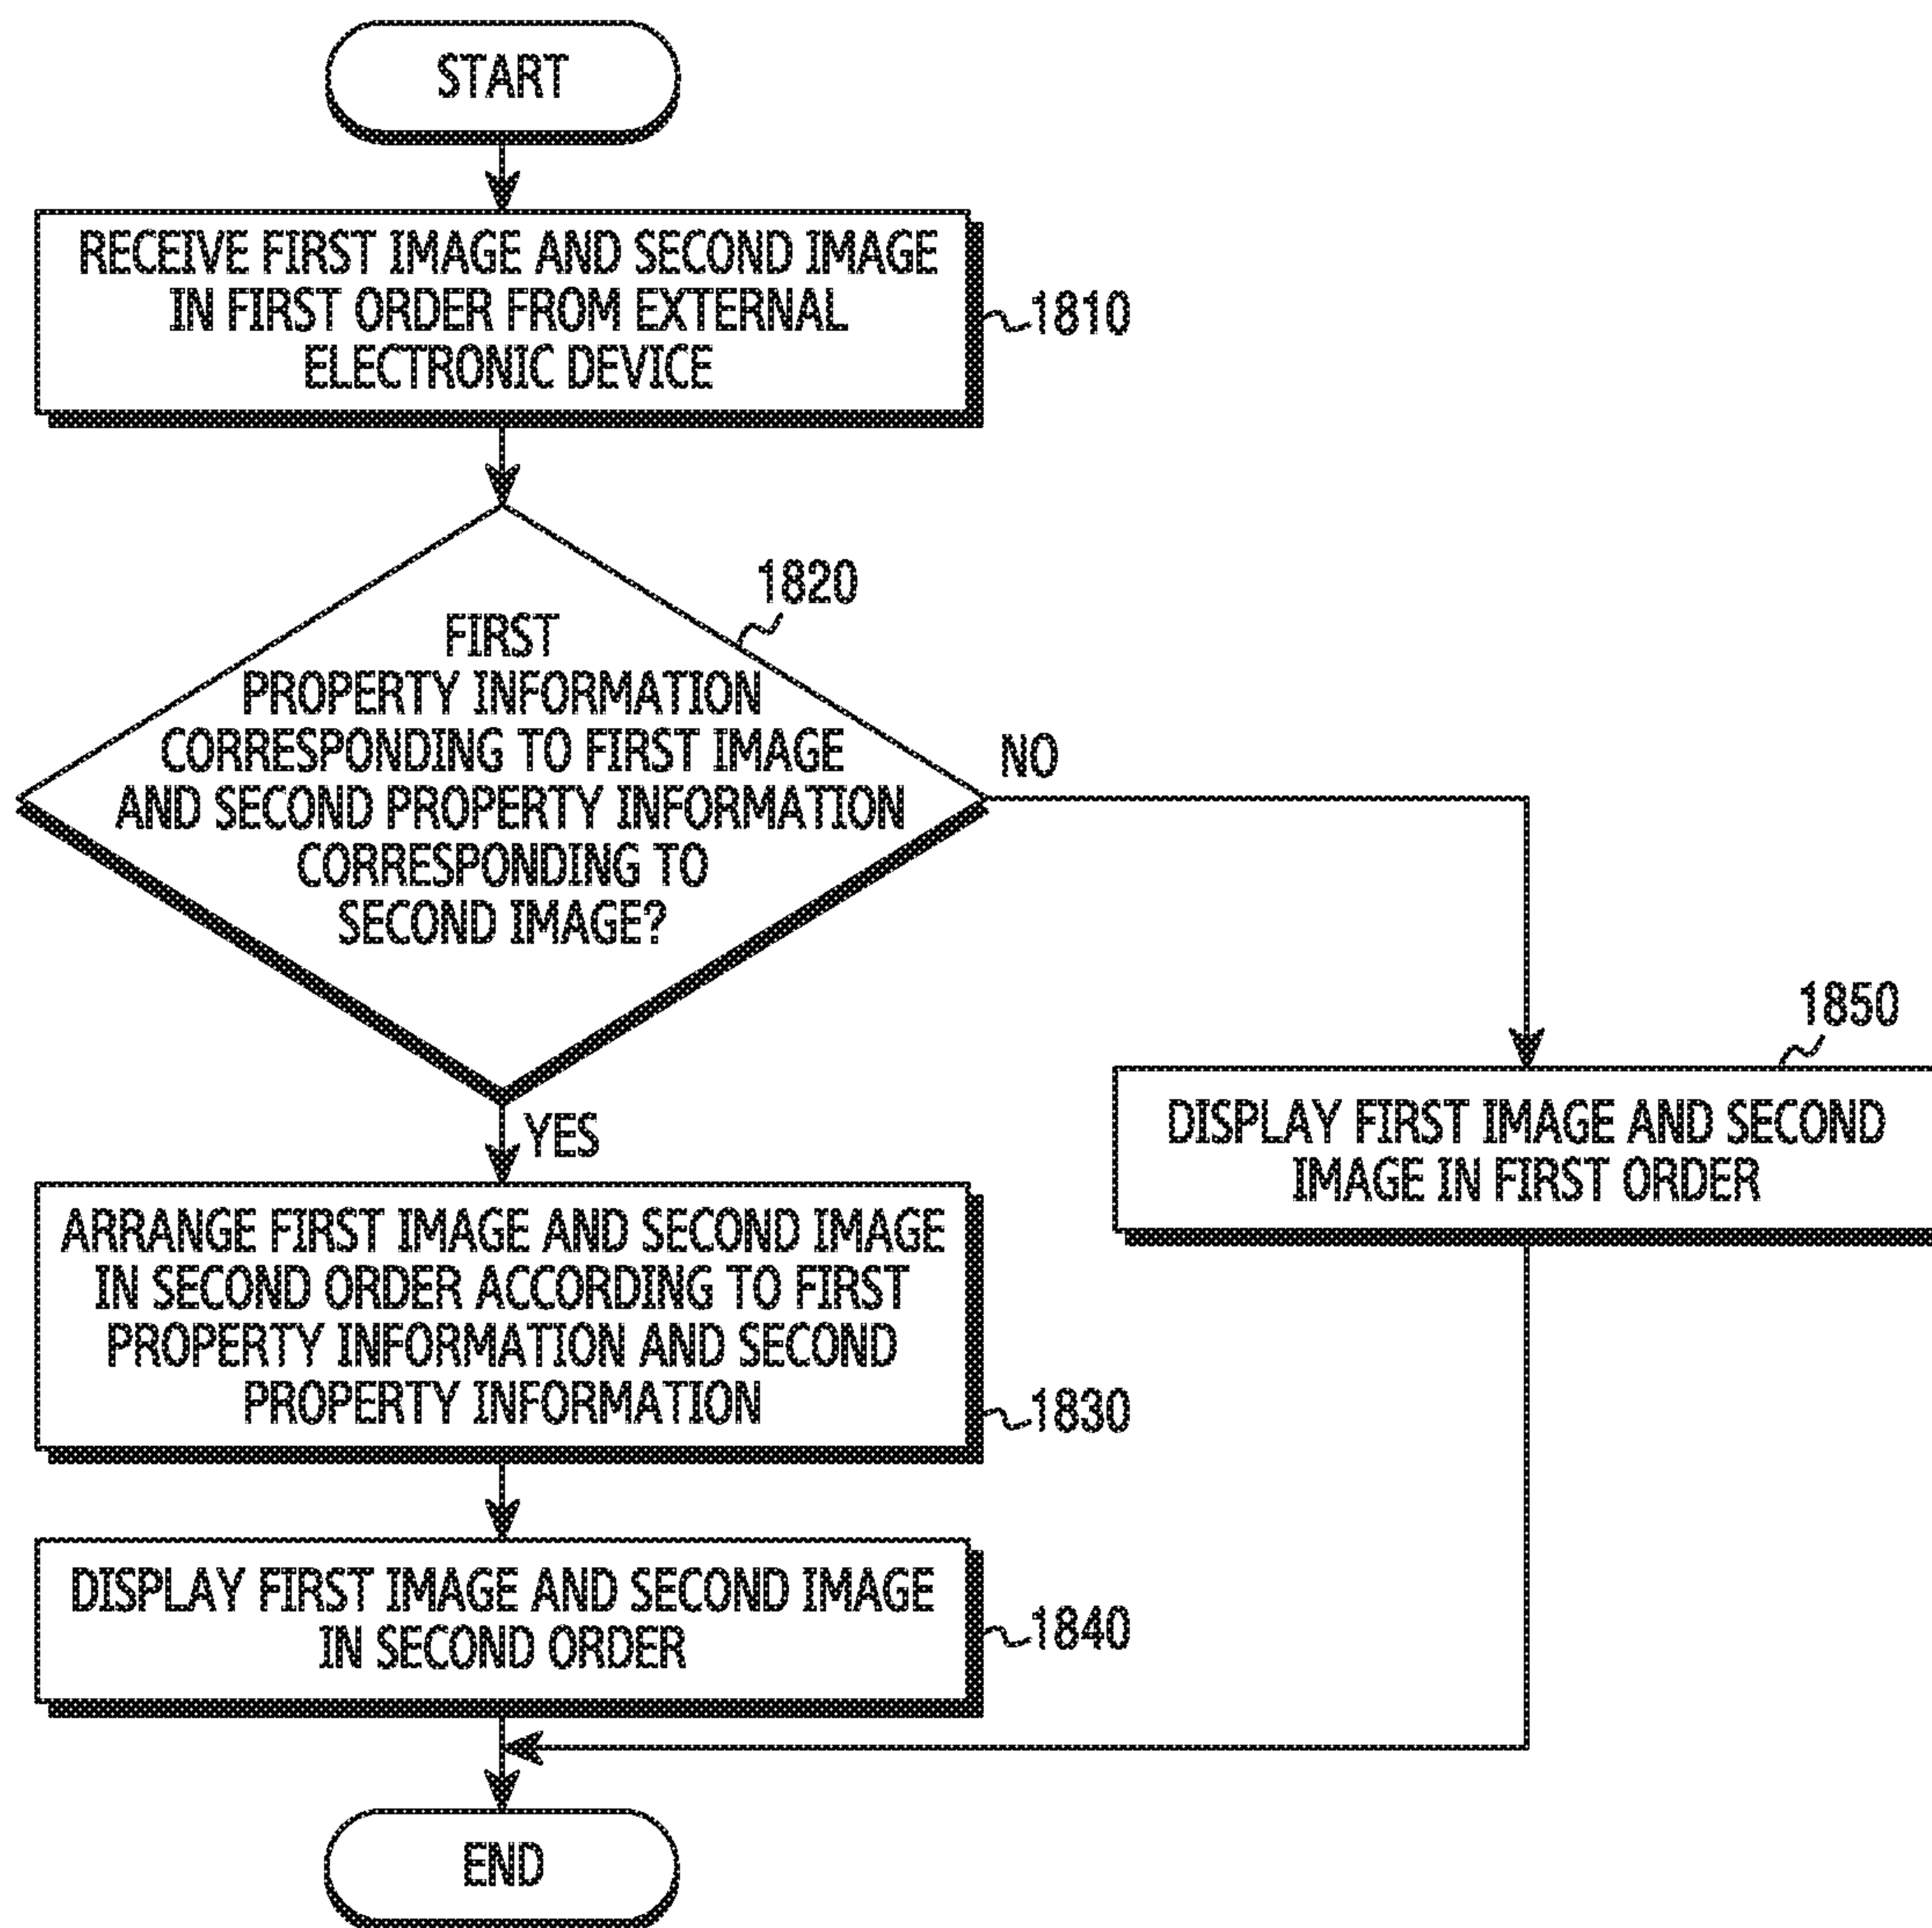 START
RECEIVE FIRST IMAGE AND SECOND IMAGE
IN FIRST ORDER FROM EXTERNAL
ELECTRONIC DEVICE
1810
1820
FIRST
PROPERTY INFORMATION
CORRESPONDING TO FIRST IMAGE
AND SECOND PROPERTY INFORMATION
CORRESPONDING TO
SECOND IMAGE?
NO
YES
1850
DISPLAY FIRST IMAGE AND SECOND
IMAGE IN FIRST ORDER
ARRANGE FIRST IMAGE AND SECOND IMAGE
IN SECOND ORDER ACCORDING TO FIRST
PROPERTY INFORMATION AND SECOND
PROPERTY INFORMATION
1830
DISPLAY FIRST IMAGE AND SECOND IMAGE
IN SECOND ORDER
1840
END